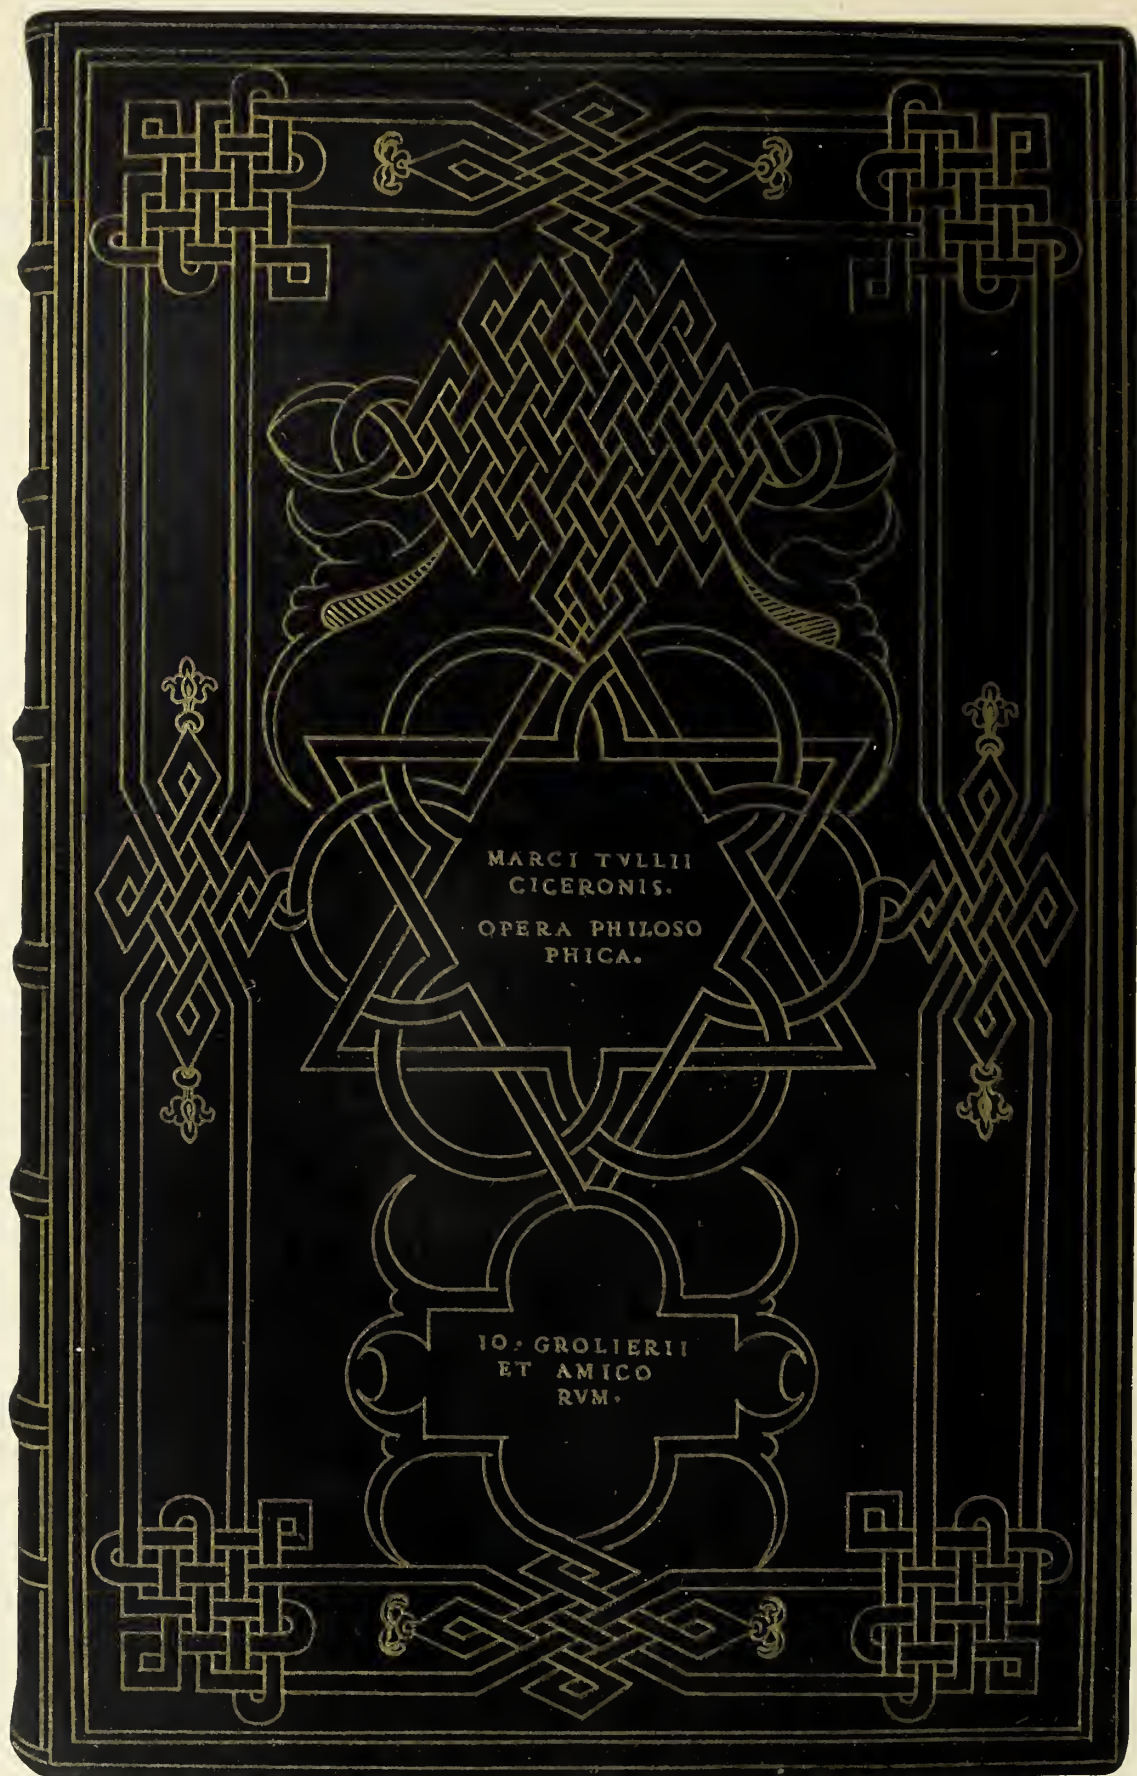 MARCI TVLLII
CICERONIS.
OPERA PHILOSO
PHICA.
IO. GROLIERII
ET AMICO
RVM.